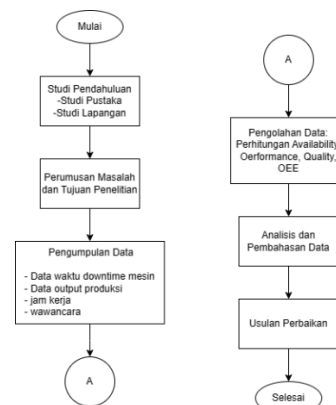 Mulai
Studi Pendahuluan
-Studi Pustaka
-Studi Lapangan
Perumusan Masalah
dan Tujuan Penelitian
Pengumpulan Data
- Data waktu downtime mesin
- Data output produksi
- jam kerja
- wawancara
A
A
Pengolahan Data:
Perhitungan Availability,
Oerformance, Quality,
OEE
Analisis dan
Pembahasan Data
Usulan Perbaikan
Selesai